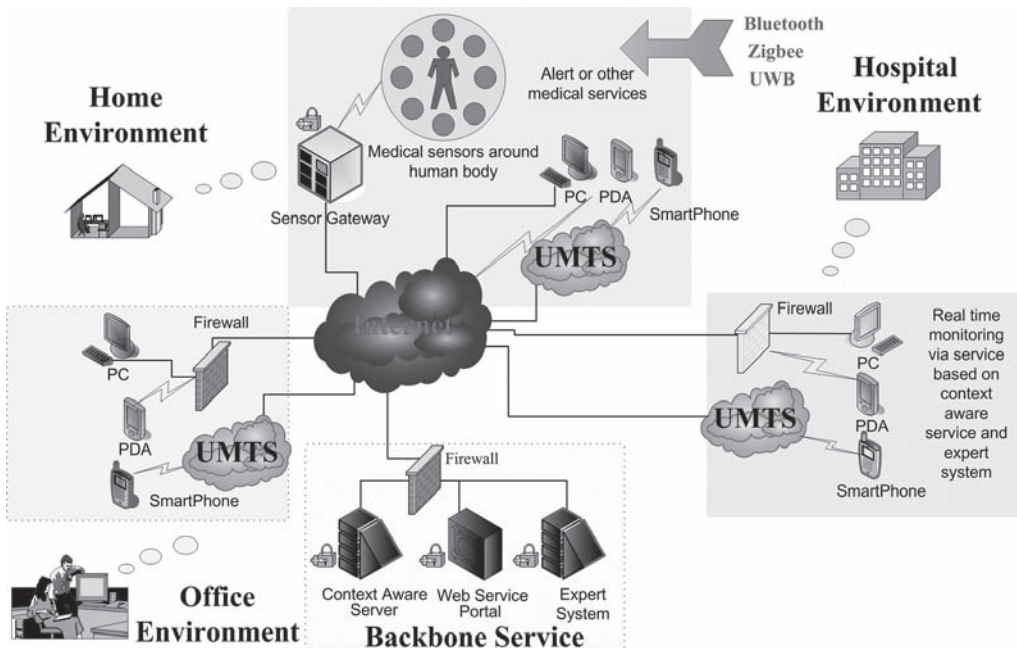 Bluetooth
Zigbee
UWB
Home
Environment
Alert or other
medical services
Hospital
Environment
Medical sensors around
human body
PC
PDA
SmartPhone
Sensor Gateway
UMTS
Internet
Firewall
PC
PDA
UMTS
SmartPhone
Firewall
PC
UMTS
PDA
SmartPhone
Real time
monitoring
via service
based on
context
aware
service and
expert
system
Firewall
Context Aware
Server
Web Service
Portal
Expert
System
Office
Environment
Backbone Service